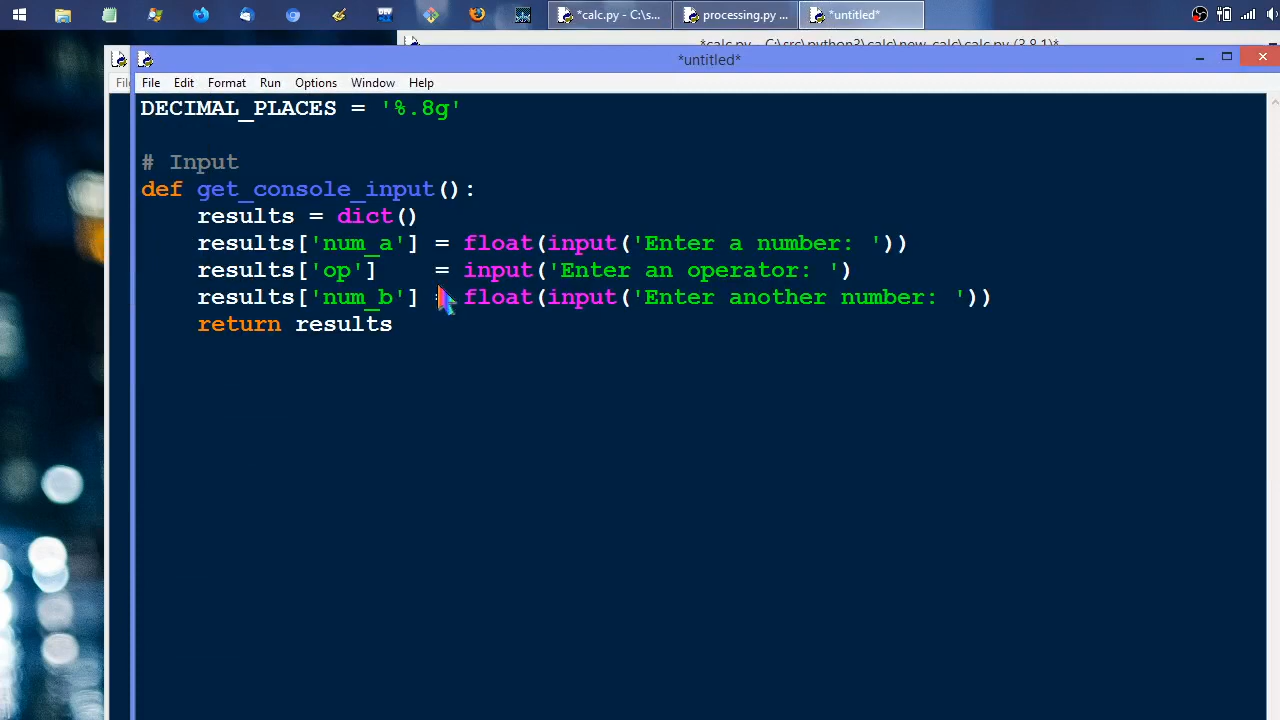 *calc.py - C:\s...
processing.py ...
*untitled*
*calc.py - C:\src\python3\calc\new_calc\calc.py (3.8.1)*
*untitled*
File Edit Format Run Options Window Help
DECIMAL_PLACES = '%.8g'
# Input
def get_console_input():
    results = dict()
    results['num_a'] = float(input('Enter a number: '))
    results['op']    = input('Enter an operator: ')
    results['num_b'] = float(input('Enter another number: '))
    return results